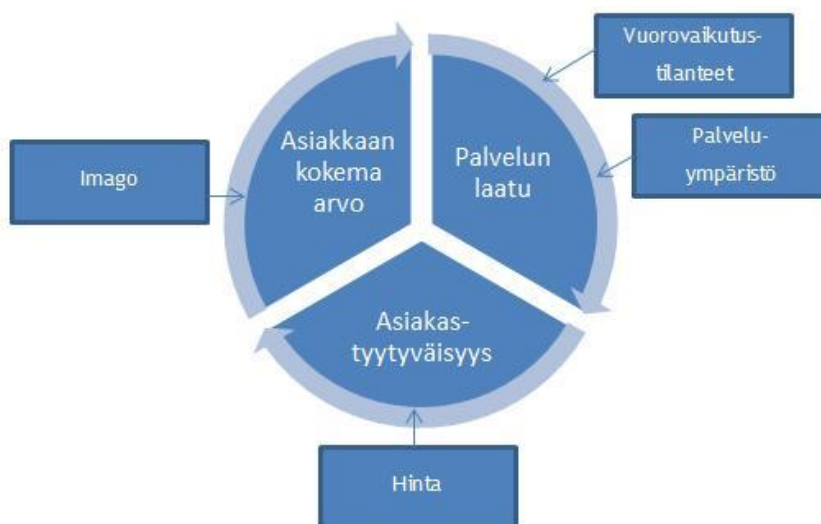 Vuorovaikutus-
tilanteet
Asiakkaan
kokema
arvo
Palvelun
laatu
Palvelu-
ympäristö
Imago
Asiakas-
tyytyväisyys
Hinta